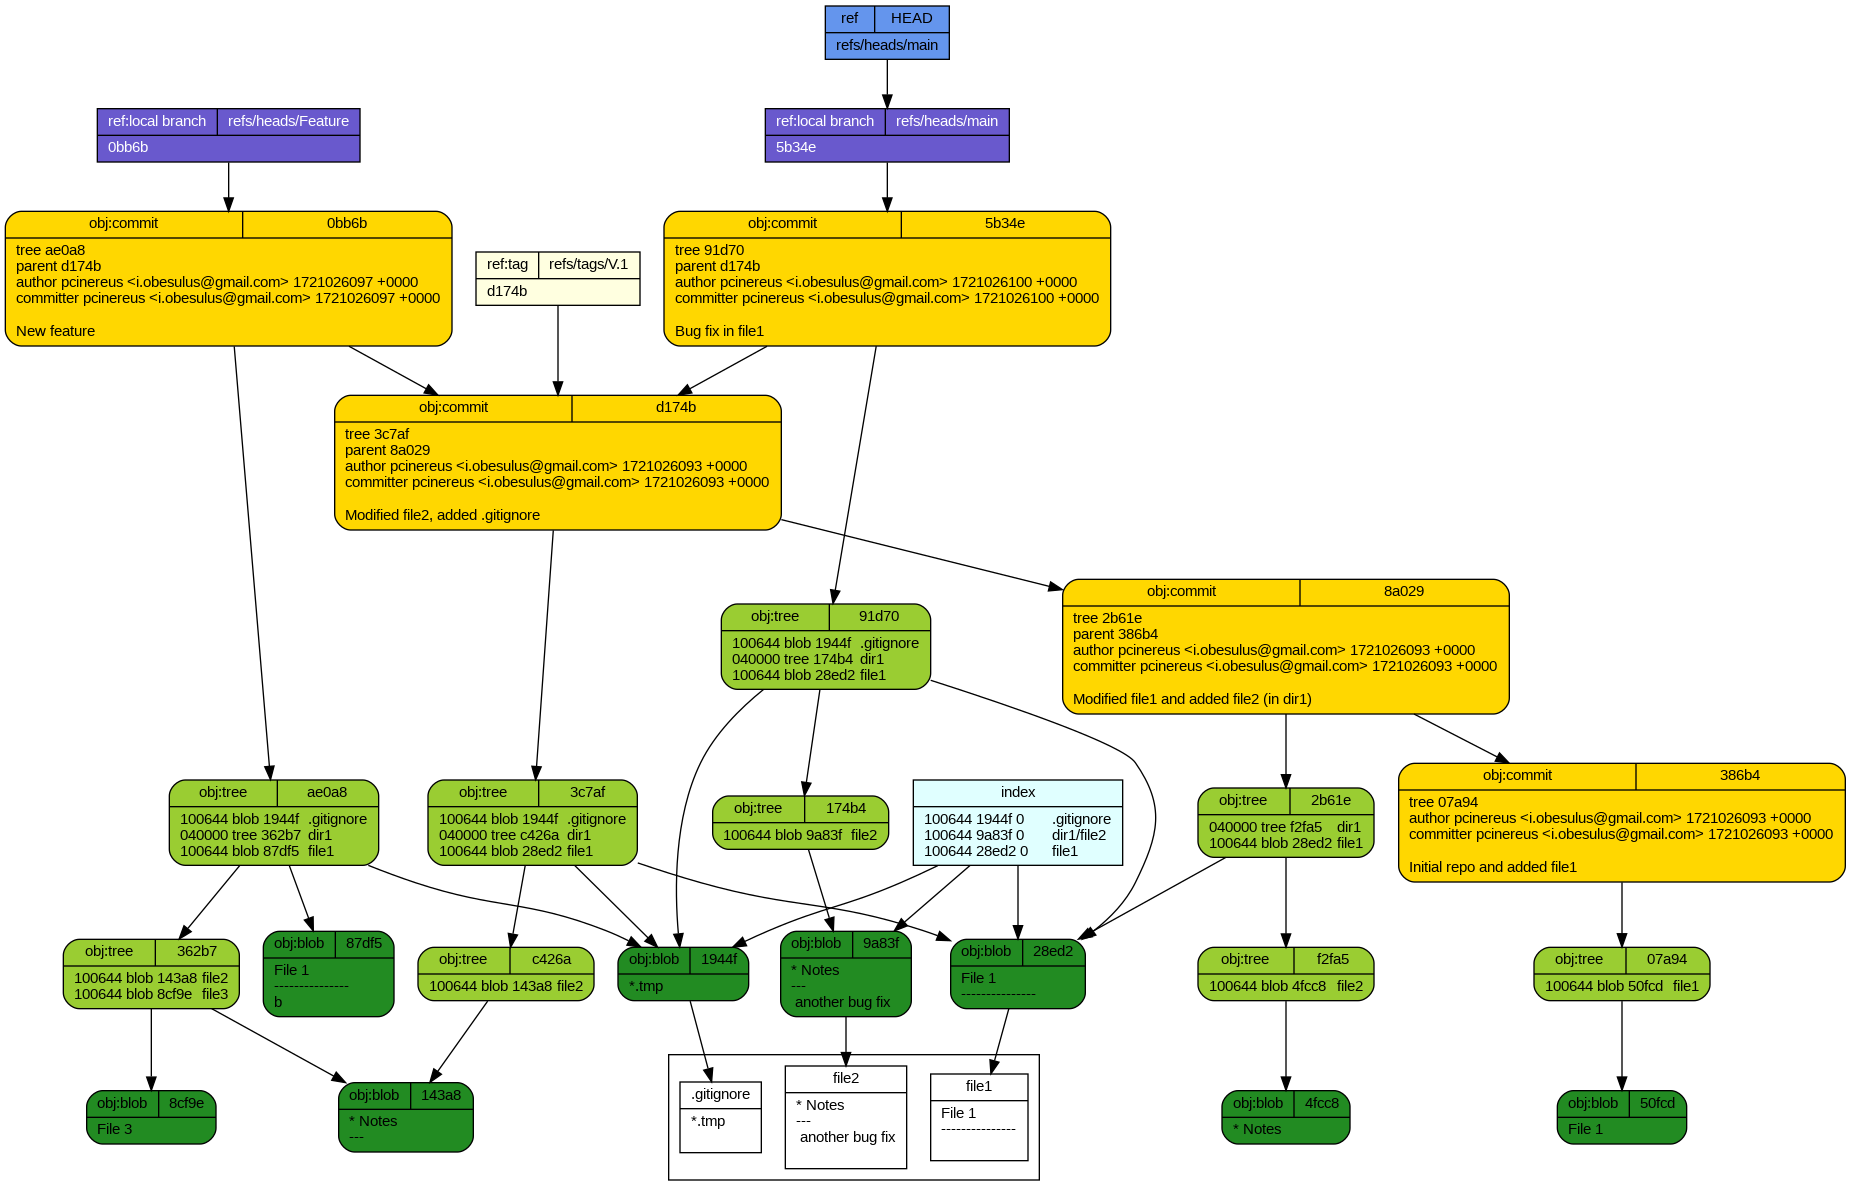 ref HEAD
refs/heads/main
ref:local branch refs/heads/Feature
0bb6b
ref:local branch refs/heads/main
5b34e
obj:commit 0bb6b
tree ae0a8
parent d174b
author pcinereus <i.obesulus@gmail.com> 1721026097 +0000
committer pcinereus <i.obesulus@gmail.com> 1721026097 +0000
New feature
ref:tag refs/tags/V.1
d174b
obj:commit 5b34e
tree 91d70
parent d174b
author pcinereus <i.obesulus@gmail.com> 1721026100 +0000
committer pcinereus <i.obesulus@gmail.com> 1721026100 +0000
Bug fix in file1
obj:commit d174b
tree 3c7af
parent 8a029
author pcinereus <i.obesulus@gmail.com> 1721026093 +0000
committer pcinereus <i.obesulus@gmail.com> 1721026093 +0000
Modified file2, added .gitignore
obj:commit 8a029
tree 2b61e
parent 386b4
author pcinereus <i.obesulus@gmail.com> 1721026093 +0000
committer pcinereus <i.obesulus@gmail.com> 1721026093 +0000
Modified file1 and added file2 (in dir1)
obj:tree 91d70
100644 blob 1944f .gitignore
040000 tree 174b4 dir1
100644 blob 28ed2 file1
obj:commit 386b4
tree 07a94
author pcinereus <i.obesulus@gmail.com> 1721026093 +0000
committer pcinereus <i.obesulus@gmail.com> 1721026093 +0000
Initial repo and added file1
obj:tree ae0a8
100644 blob 1944f .gitignore
040000 tree 362b7 dir1
100644 blob 87df5 file1
obj:tree 3c7af
100644 blob 1944f .gitignore
040000 tree c426a dir1
100644 blob 28ed2 file1
obj:tree 174b4
100644 blob 9a83f file2
index
100644 1944f 0 .gitignore
100644 9a83f 0 dir1/file2
100644 28ed2 0 file1
obj:tree 2b61e
040000 tree f2fa5 dir1
100644 blob 28ed2 file1
obj:tree 362b7
100644 blob 143a8 file2
100644 blob 8cf9e file3
obj:blob 87df5
File 1
---------------
b
obj:tree c426a
100644 blob 143a8 file2
obj:blob 1944f
*.tmp
obj:blob 9a83f
* Notes
---
another bug fix
obj:blob 28ed2
File 1
---------------
obj:tree f2fa5
100644 blob 4fcc8 file2
obj:tree 07a94
100644 blob 50fcd file1
obj:blob 8cf9e
File 3
obj:blob 143a8
* Notes
---
.gitignore
*.tmp
file2
* Notes
---
another bug fix
file1
File 1
---------------
obj:blob 4fcc8
* Notes
obj:blob 50fcd
File 1